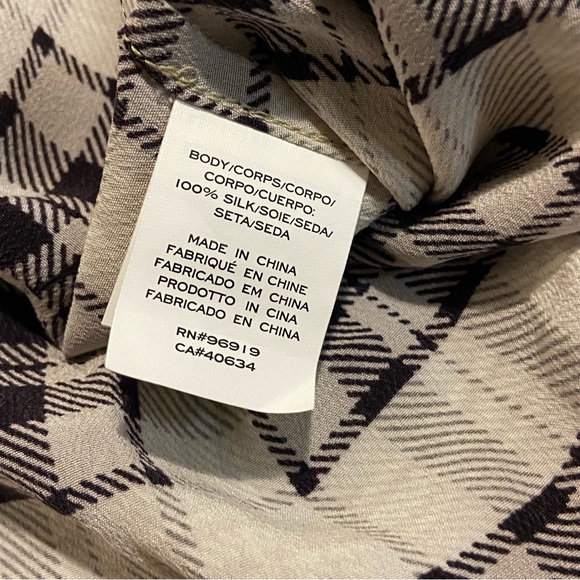 BODY/CORPS/CORPO/
CORPO/CUERPO:
100% SILK/SOIE/SEDA/
SETA/SEDA
MADE IN CHINA
FABRIQUÉ EN CHINE
FABRICADO EM CHINA
PRODOTTO IN CINA
FABRICADO EN CHINA
RN#96919
CA#40634